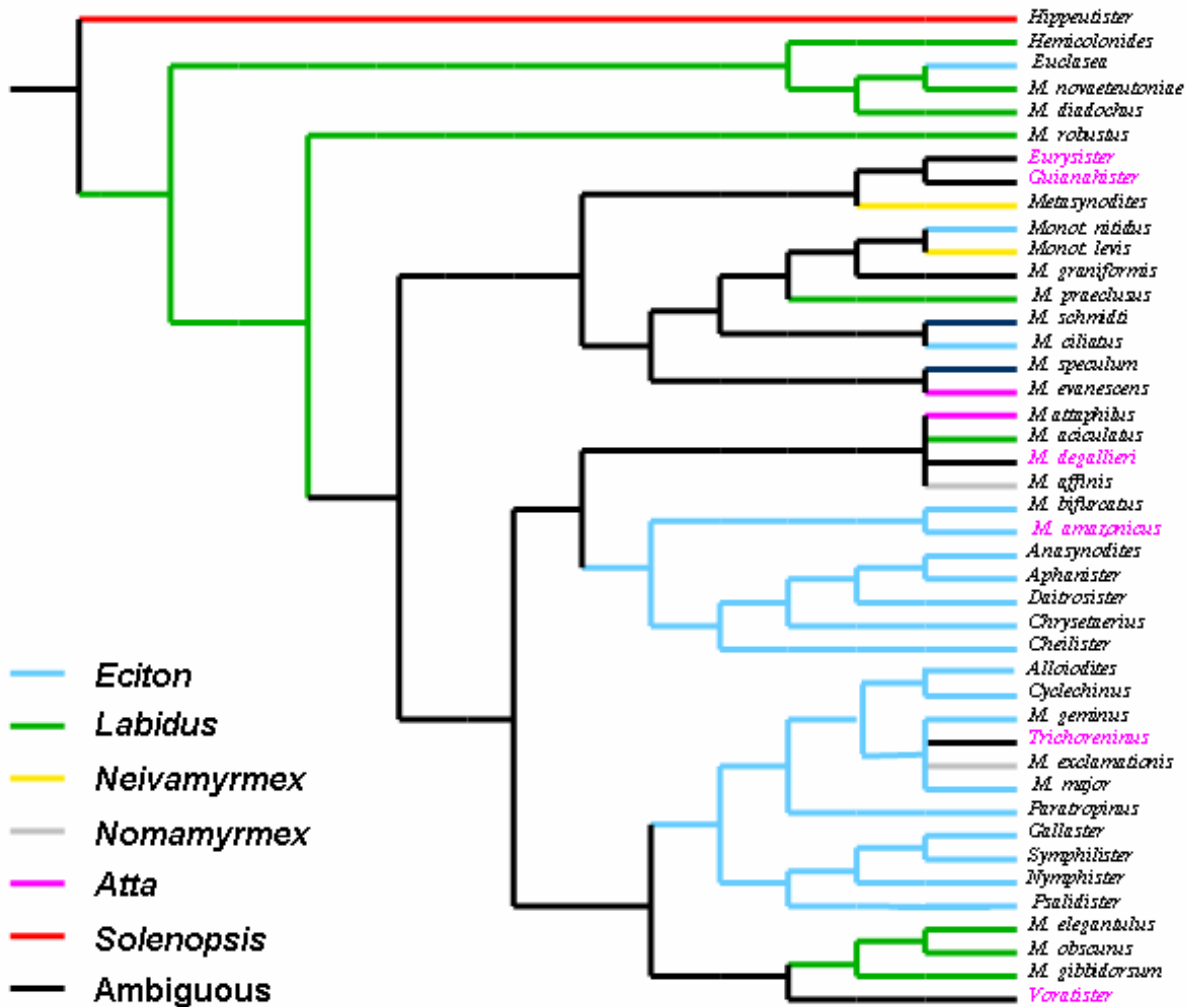 Hippeutister
Hemicolonides
Euclasea
M. novaeteutoniae
M. diadochus
M. robustus
Eurysister
Guianahister
Metasynodites
Monot. nitidus
Monot. levis
M. graniformis
M. praeclusus
M. schmidti
M. ciliatus
M. speculum
M. evanescens
M attaphilus
M. aciculatus
M. degallieri
M. affinis
M. bifurcatus
M. amazonicus
Anasynodites
Aphanister
Daitrosister
Chrysetaerius
Cheilister
Alloiodites
Cyclechinus
M. geminus
Trichoreninus
M. exclamationis
M. major
Paratropinus
Gallaster
Symphilister
Nymphister
Psalidister
M. elegantulus
M. obscurus
M. gibbidorsum
Voratister
Eciton
Labidus
Neivamyrmex
Nomamyrmex
Atta
Solenopsis
Ambiguous